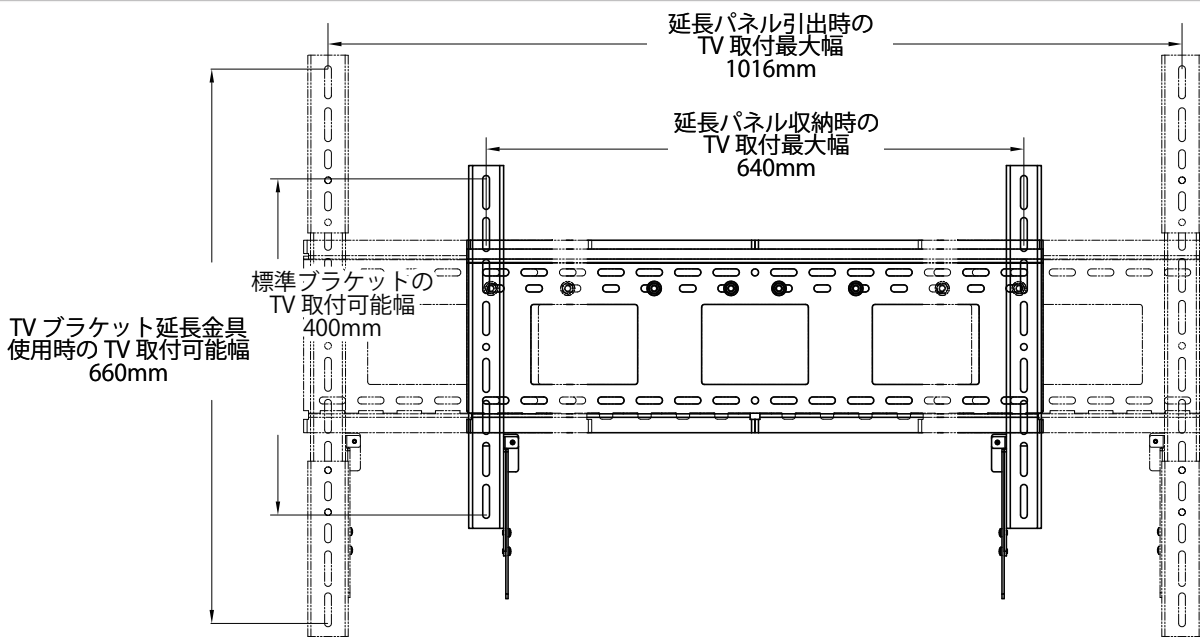 延長パネル引出時の
TV 取付最大幅
1016mm
延長パネル収納時の
TV 取付最大幅
640mm
標準ブラケットの
TV 取付可能幅
400mm
TV ブラケット延長金具
使用時の TV 取付可能幅
660mm